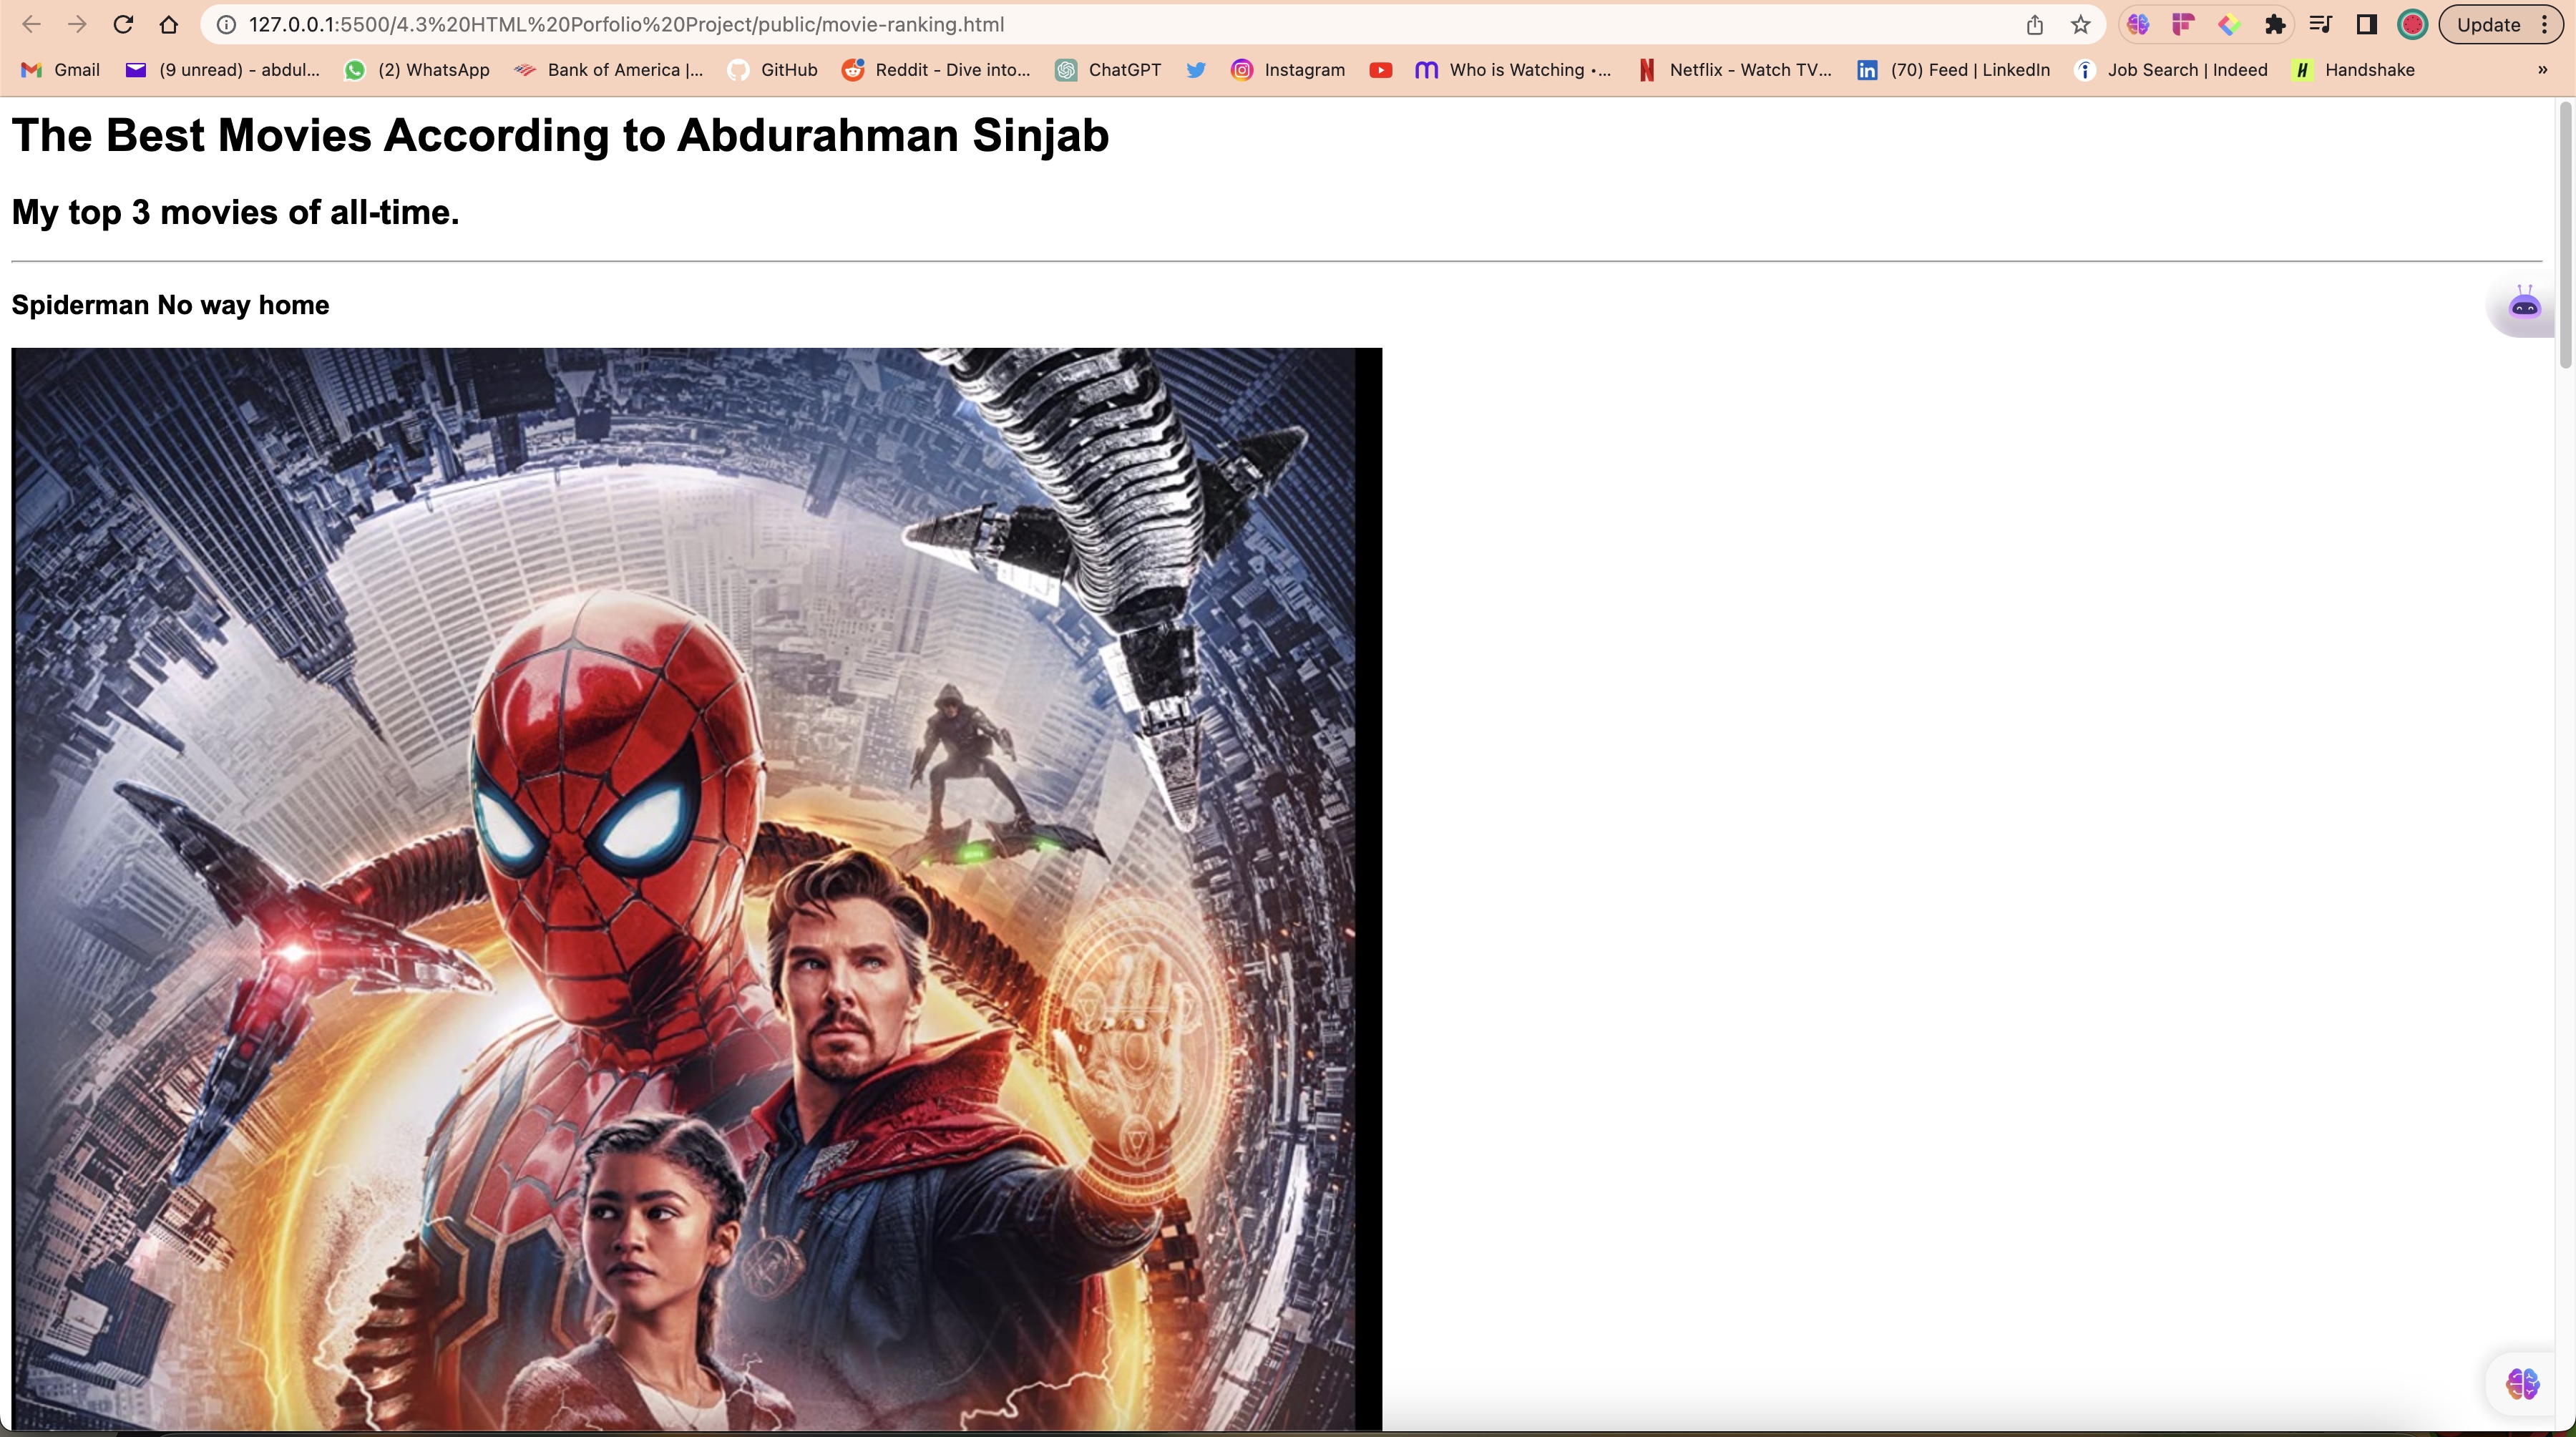 127.0.0.1:5500/4.3%20HTML%20Porfolio%20Project/public/movie-ranking.html
Update
Gmail
(9 unread) - abdul...
(2) WhatsApp
Bank of America |...
GitHub
Reddit - Dive into...
ChatGPT
Instagram
Who is Watching •...
Netflix - Watch TV...
(70) Feed | LinkedIn
Job Search | Indeed
Handshake
»
The Best Movies According to Abdurahman Sinjab
My top 3 movies of all-time.
Spiderman No way home